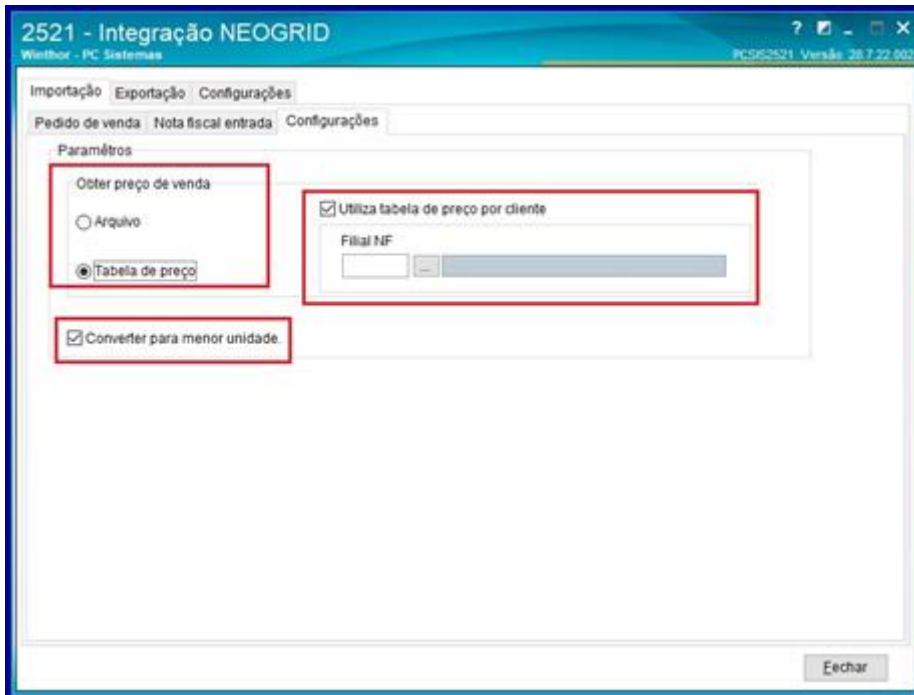 2521 - Integração NEOGRID
Winthor - PC Sistemas
PCSIS2521 Versão 28.7.22.002
Importação Exportação Configurações
Pedido de venda Nota fiscal entrada Configurações
Paramêtros
Obter preço de venda
Arquivo
Tabela de preço
Utiliza tabela de preço por cliente
Filial NF
...
Converter para menor unidade.
Fechar